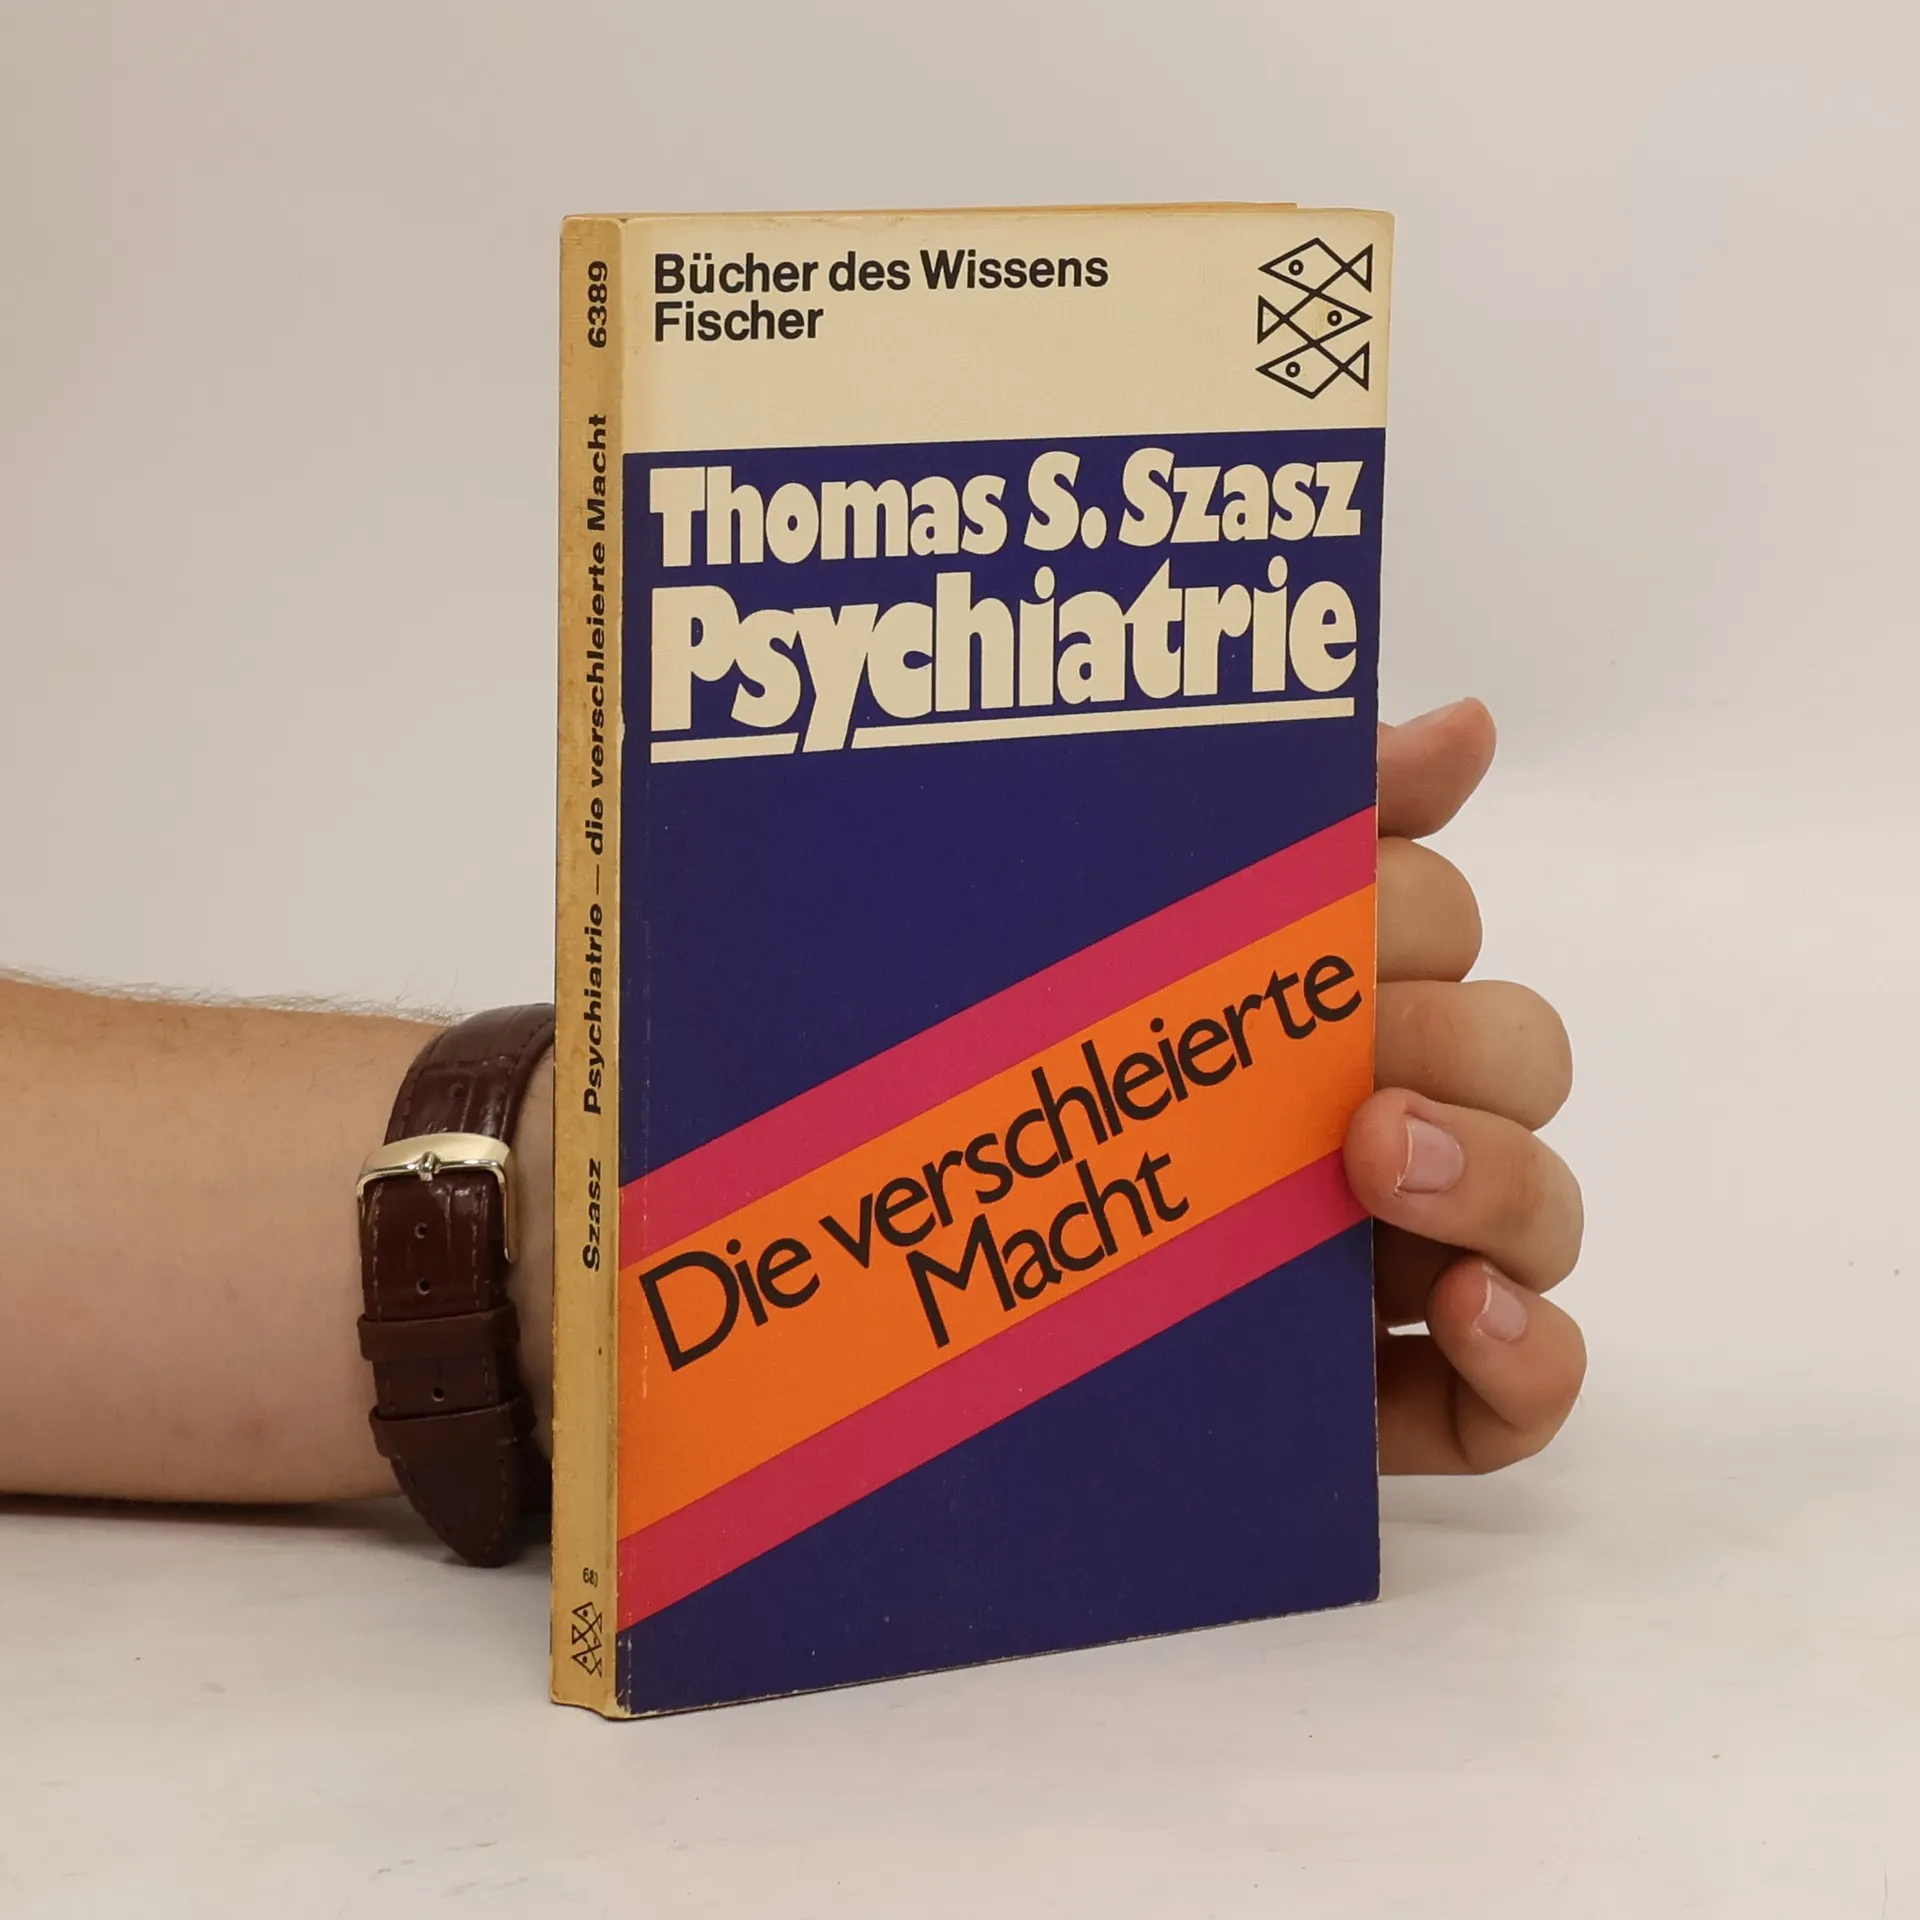 Bücher des Wissens
Fischer
Thomas S. Szasz
Psychiatrie
Die verschleierte
Macht
Szasz Psychiatrie — die verschleierte Macht 6389